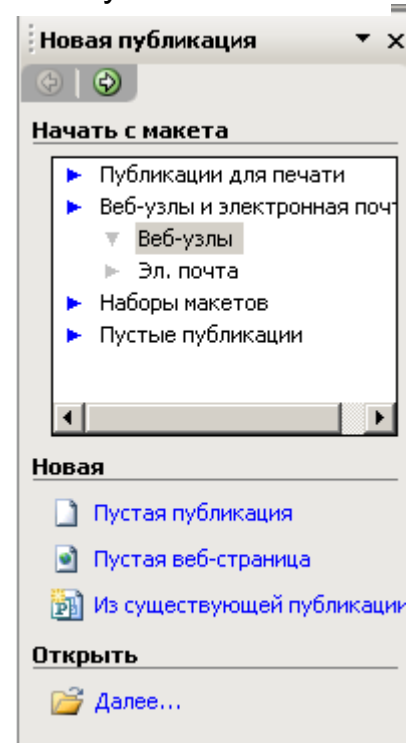 Новая публикация
Начать с макета
Публикации для печати
Веб-узлы и электронная поч
Веб-узлы
Эл. почта
Наборы макетов
Пустые публикации
Новая
Пустая публикация
Пустая веб-страница
Из существующей публикации
Открыть
Далее...